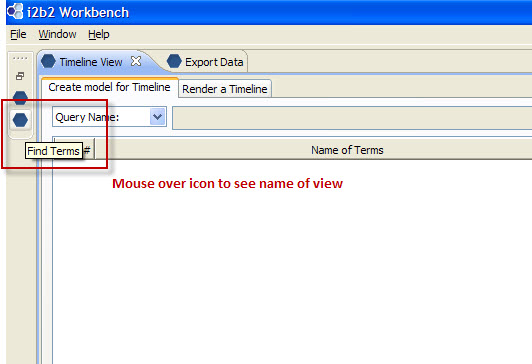 i2b2 Workbench
File Window Help
Timeline View Export Data
Create model for Timeline Render a Timeline
Query Name:
Find Terms # Name of Terms
Mouse over icon to see name of view